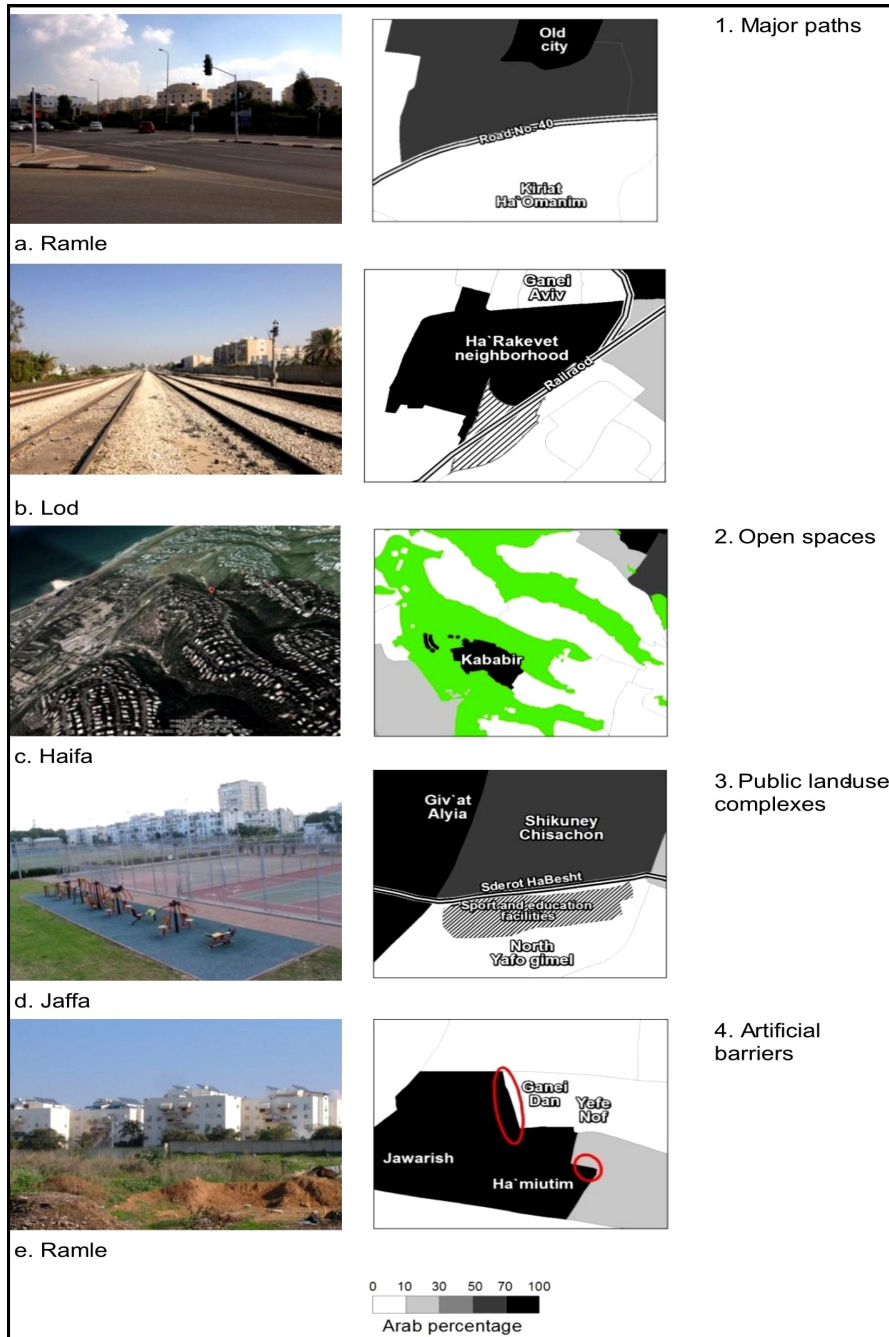 1. Major paths
Old
city
Road No. 40
Kiriat
Ha`Omanim
a. Ramle
Ganei
Aviv
Ha`Rakevet
neighborhood
Railraod
b. Lod
2. Open spaces
Kababir
c. Haifa
3. Public landuse
complexes
Giv`at
Alyia
Shikuney
Chisachon
Sderot HaBesht
Sport and education
facilities
North
Yafo gimel
d. Jaffa
4. Artificial
barriers
Ganei
Dan
Yefe
Nof
Jawarish
Ha`miutim
e. Ramle
0 10 30 50 70 100
Arab percentage